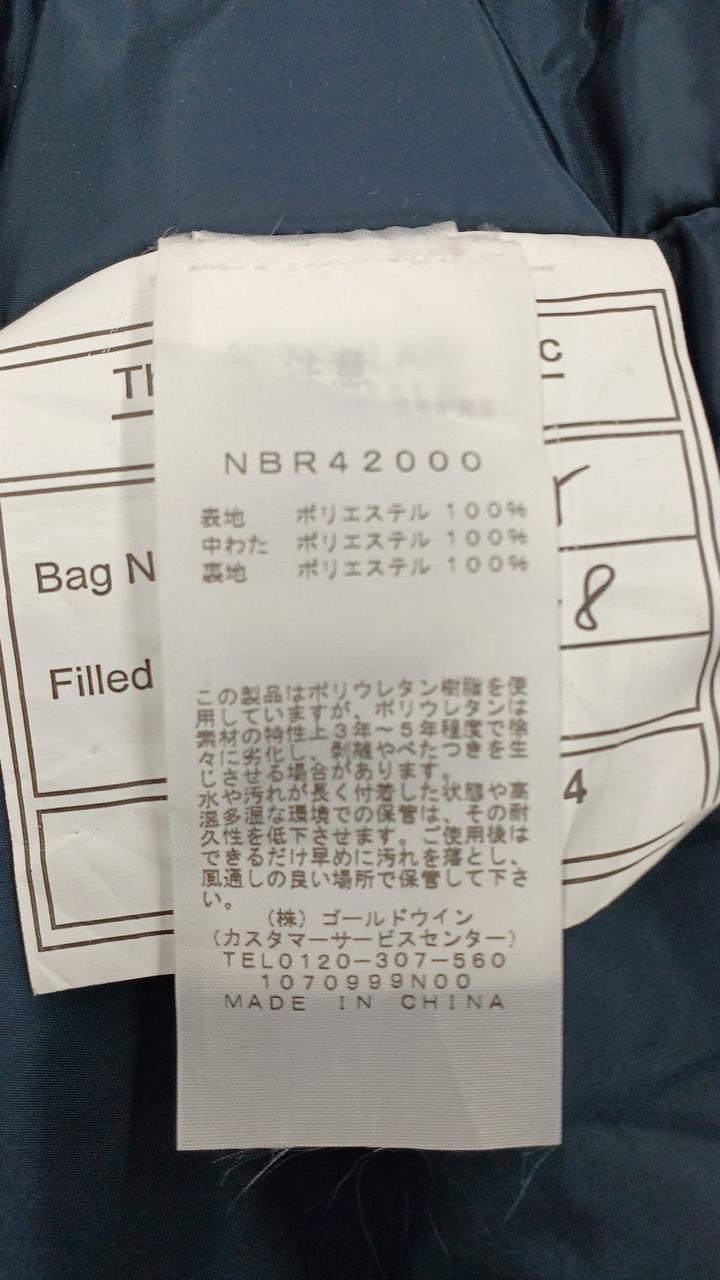 注意
NBR42000
表地 ポリエステル 100%
中わた ポリエステル 100%
裏地 ポリエステル 100%
Bag N
8
Filled
この製品はポリウレタン樹脂を使
用していますが、ポリウレタンは
素材の特性上3年～5年程度で徐
々に劣化し、剥離やべたつきを生
じさせる場合があります。
水や汚れが長く付着した状態や高
温多湿な環境での保管は、その耐
久性を低下させます。ご使用後は
できるだけ早めに汚れを落とし、
風通しの良い場所で保管して下さ
い。
4
(株)ゴールドウイン
(カスタマーサービスセンター)
TEL0120-307-560
1070999N00
MADE IN CHINA